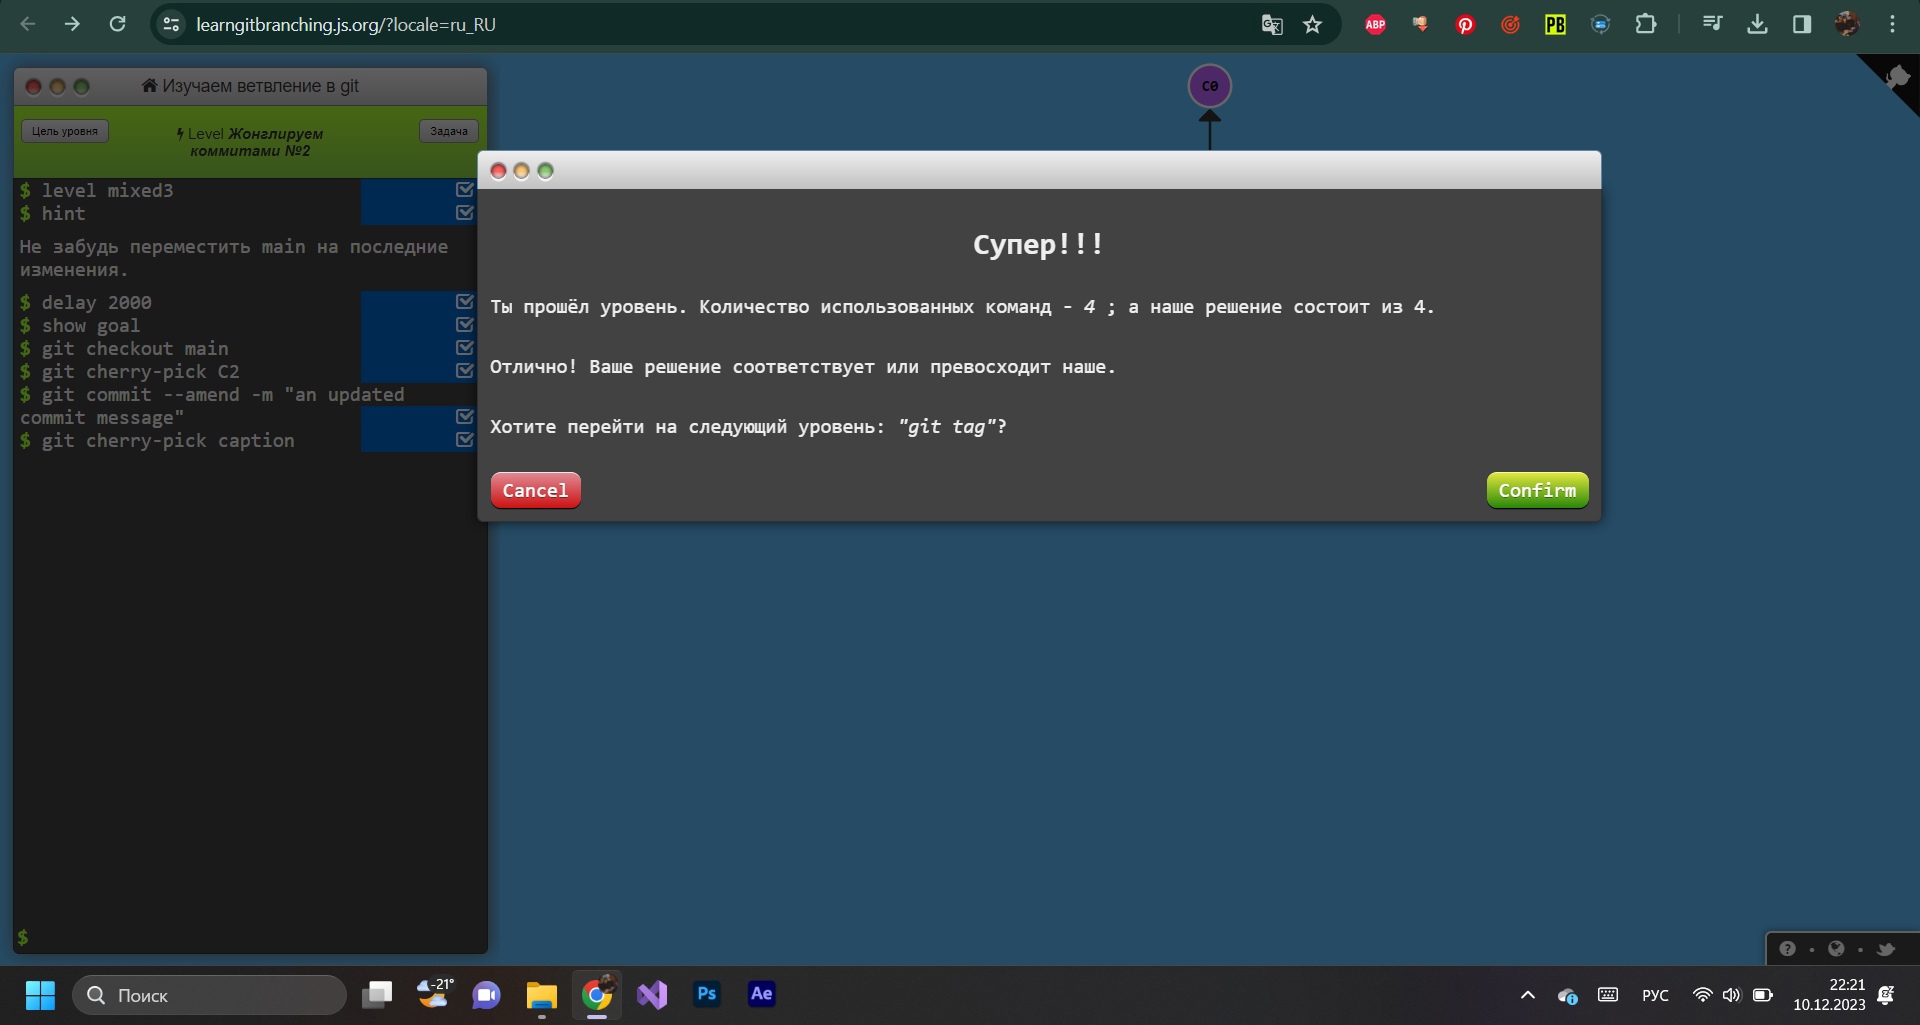 learngitbranching.js.org/?locale=ru_RU
ABP
PB
C0
Изучаем ветвление в git
Цель уровня
Level Жонглируем
коммитами №2
Задача
$ level mixed3
$ hint
Не забудь переместить main на последние
изменения.
$ delay 2000
$ show goal
$ git checkout main
$ git cherry-pick C2
$ git commit --amend -m "an updated
commit message"
$ git cherry-pick caption
$
Супер!!!
Ты прошёл уровень. Количество использованных команд - 4 ; а наше решение состоит из 4.
Отлично! Ваше решение соответствует или превосходит наше.
Хотите перейти на следующий уровень: "git tag"?
Cancel
Confirm
Поиск
-21°
Ps
Ae
РУС
22:21
10.12.2023